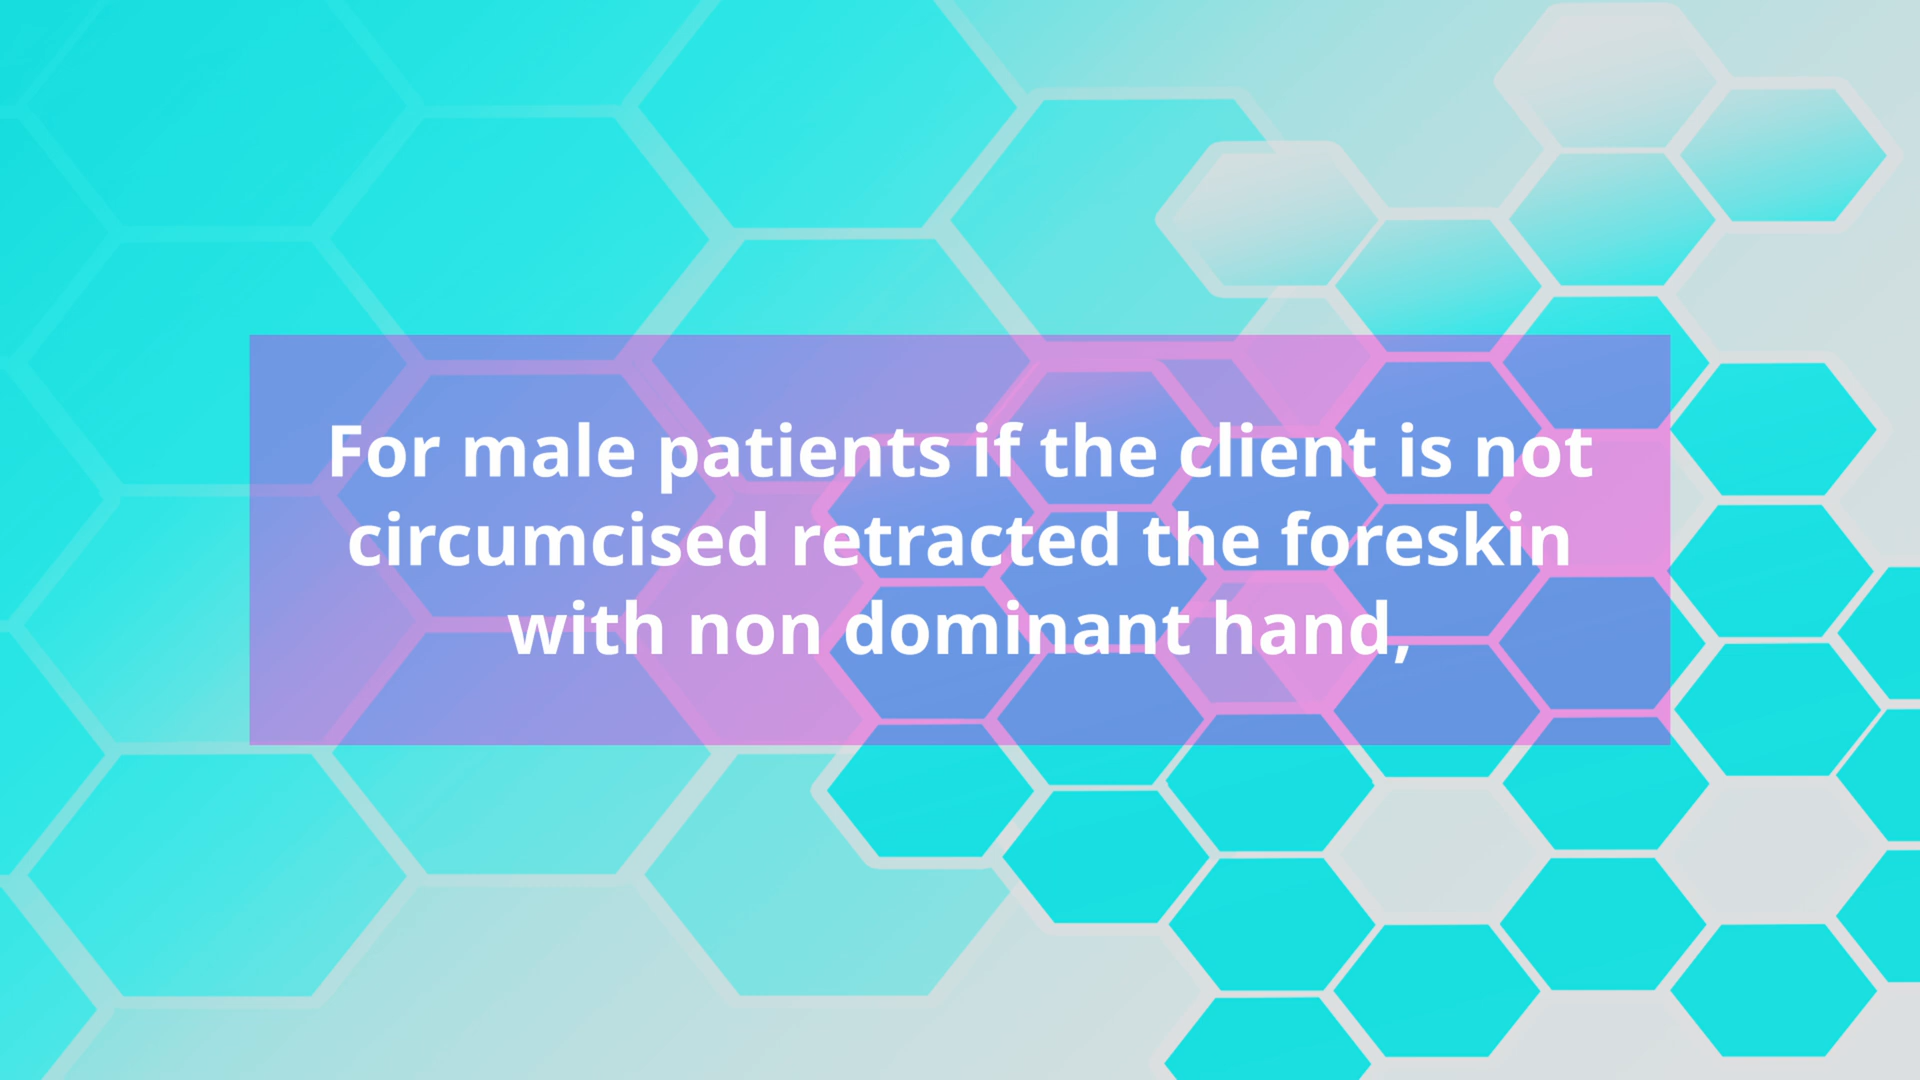 For male patients if the client is not
circumcised retracted the foreskin
with non dominant hand,